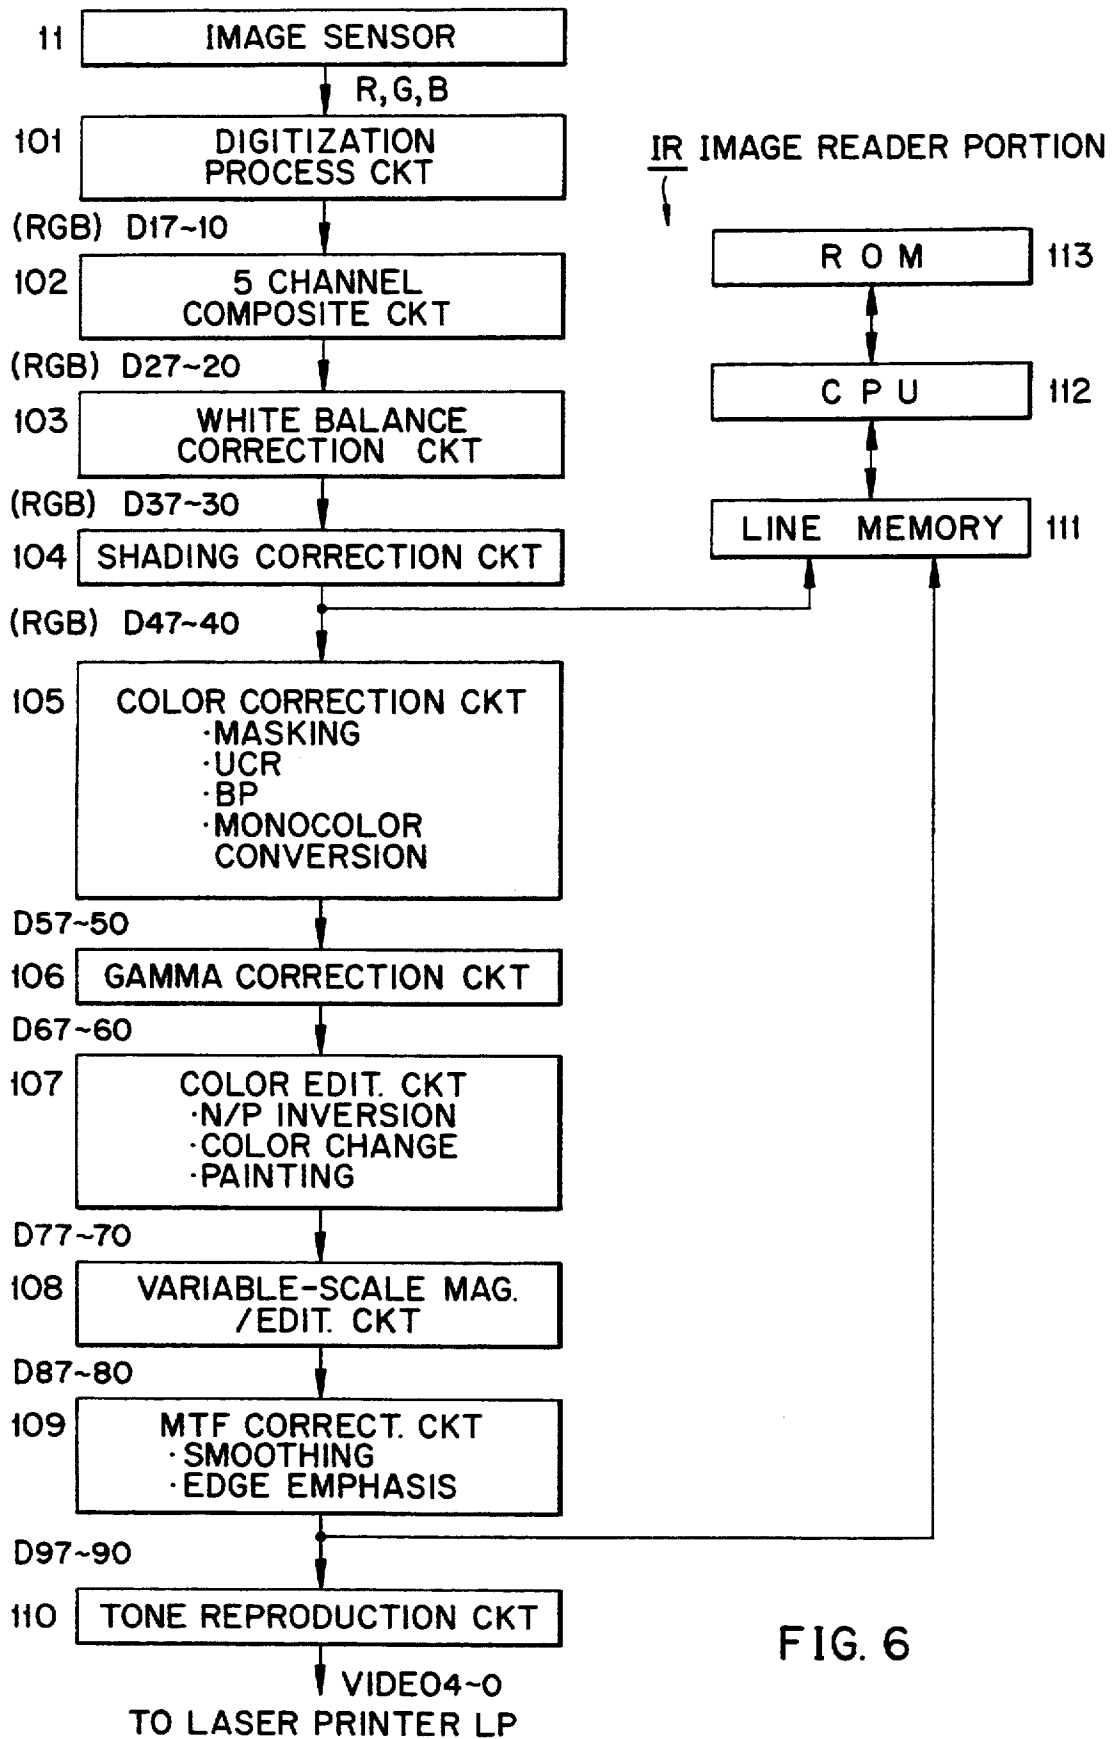 11 IMAGE SENSOR
R, G, B
101 DIGITIZATION
PROCESS CKT
IR IMAGE READER PORTION
(RGB) D17~10
102 5 CHANNEL
COMPOSITE CKT
ROM 113
(RGB) D27~20
CPU 112
103 WHITE BALANCE
CORRECTION CKT
(RGB) D37~30
LINE MEMORY 111
104 SHADING CORRECTION CKT
(RGB) D47~40
105 COLOR CORRECTION CKT
·MASKING
·UCR
·BP
·MONOCOLOR
CONVERSION
D57~50
106 GAMMA CORRECTION CKT
D67~60
107 COLOR EDIT. CKT
·N/P INVERSION
·COLOR CHANGE
·PAINTING
D77~70
108 VARIABLE-SCALE MAG.
/EDIT. CKT
D87~80
109 MTF CORRECT. CKT
·SMOOTHING
·EDGE EMPHASIS
D97~90
110 TONE REPRODUCTION CKT
FIG. 6
VIDEO4~0
TO LASER PRINTER LP